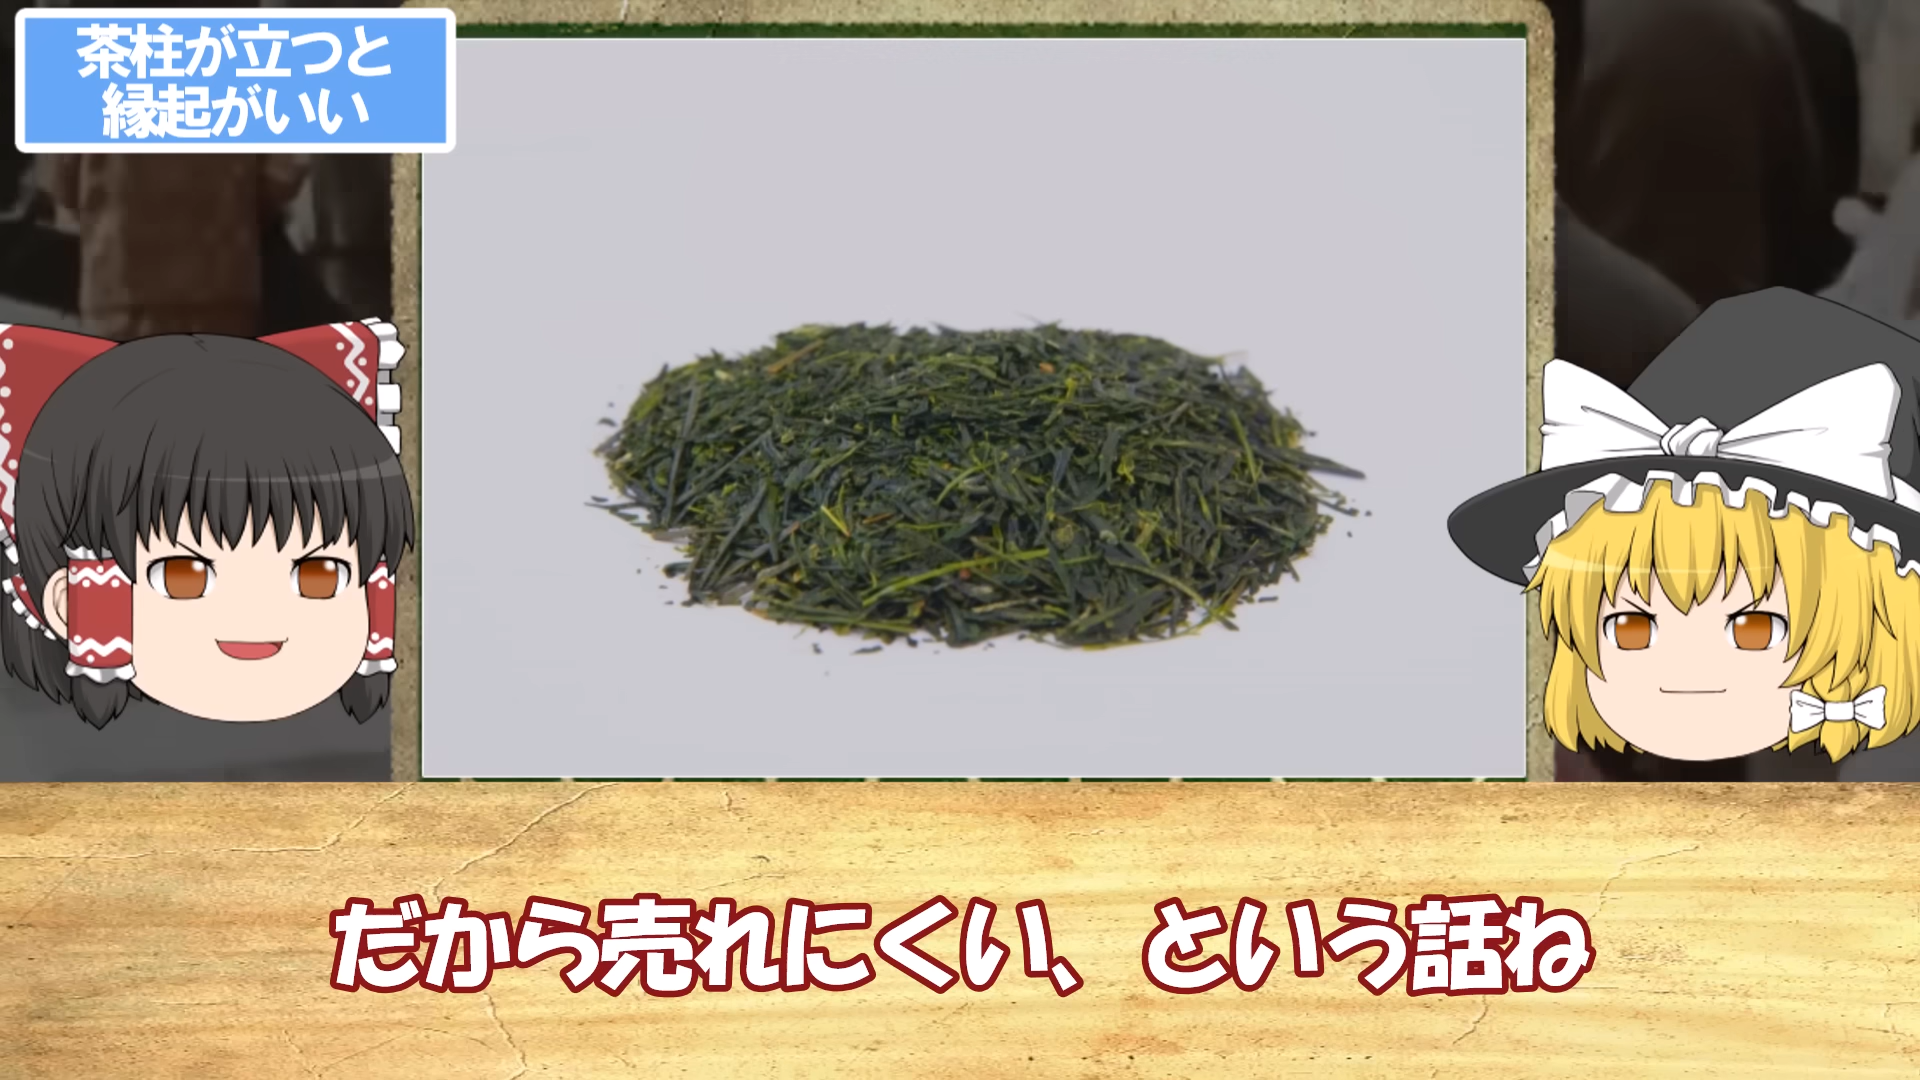 茶柱が立つと
縁起がいい
だから売れにくい、という話ね